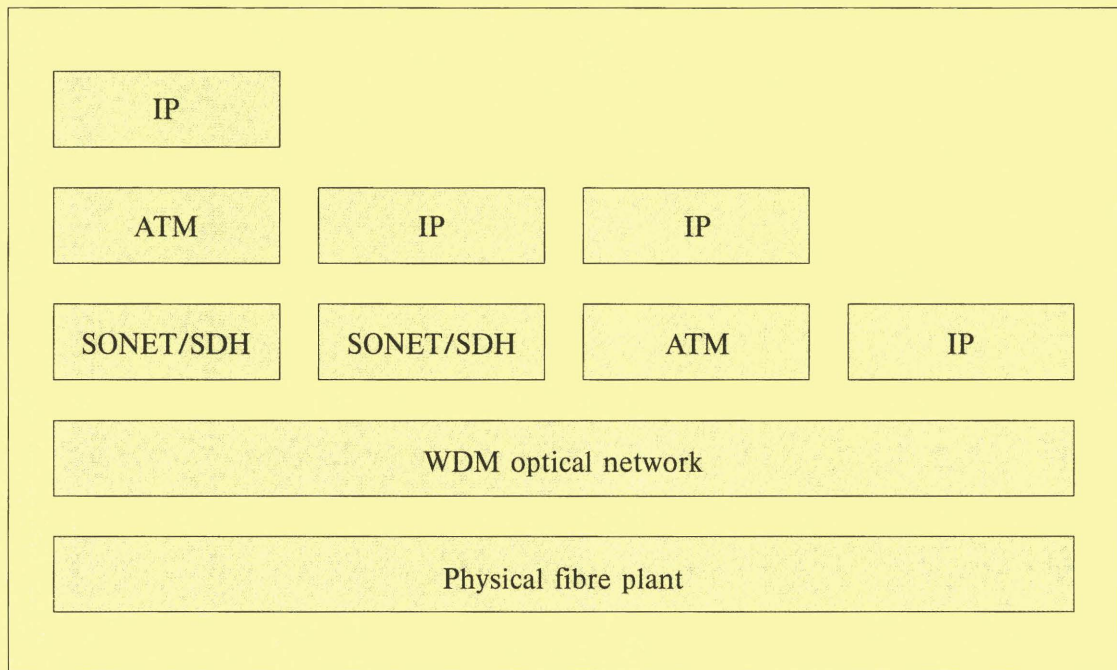 IP
ATM IP IP
SONET/SDH SONET/SDH ATM IP
WDM optical network
Physical fibre plant